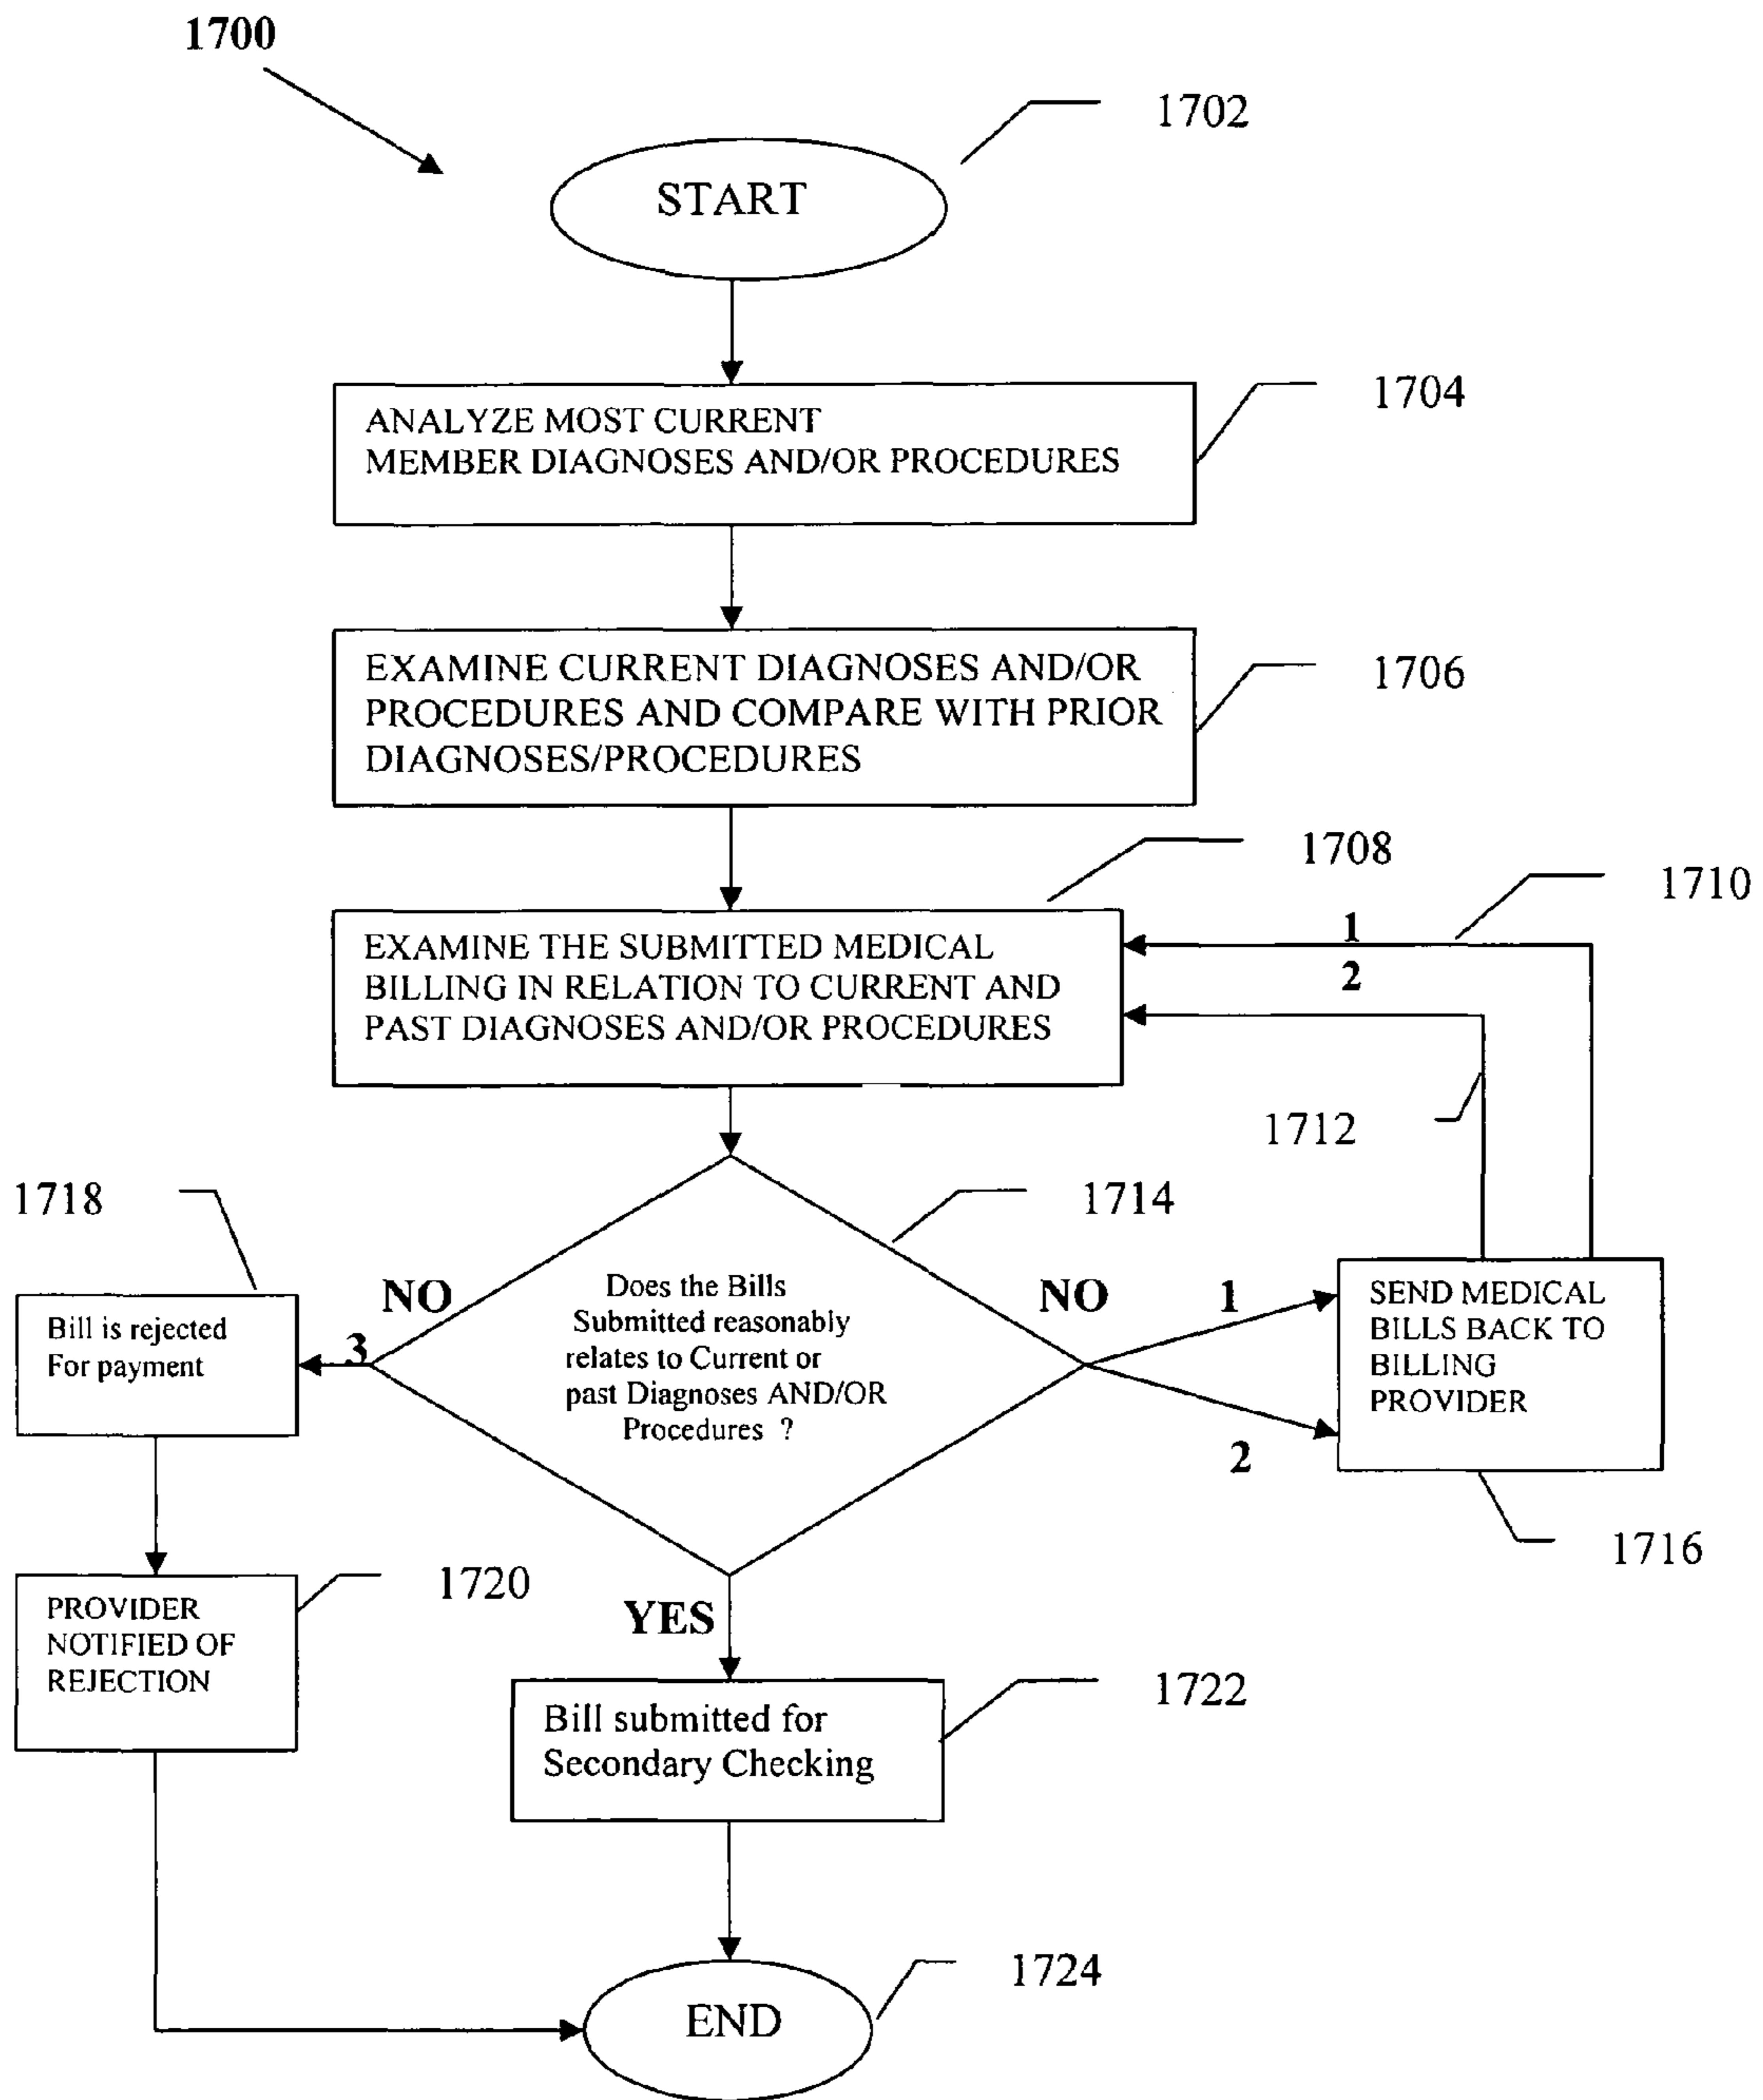 1700
1702
START
1704
ANALYZE MOST CURRENT
MEMBER DIAGNOSES AND/OR PROCEDURES
1706
EXAMINE CURRENT DIAGNOSES AND/OR
PROCEDURES AND COMPARE WITH PRIOR
DIAGNOSES/PROCEDURES
1708
1710
EXAMINE THE SUBMITTED MEDICAL
BILLING IN RELATION TO CURRENT AND
PAST DIAGNOSES AND/OR PROCEDURES
1
2
1712
1718
1714
Bill is rejected
For payment
NO
3
Does the Bills
Submitted reasonably
relates to Current or
past Diagnoses AND/OR
Procedures ?
NO
1
2
SEND MEDICAL
BILLS BACK TO
BILLING
PROVIDER
1716
1720
PROVIDER
NOTIFIED OF
REJECTION
YES
1722
Bill submitted for
Secondary Checking
1724
END